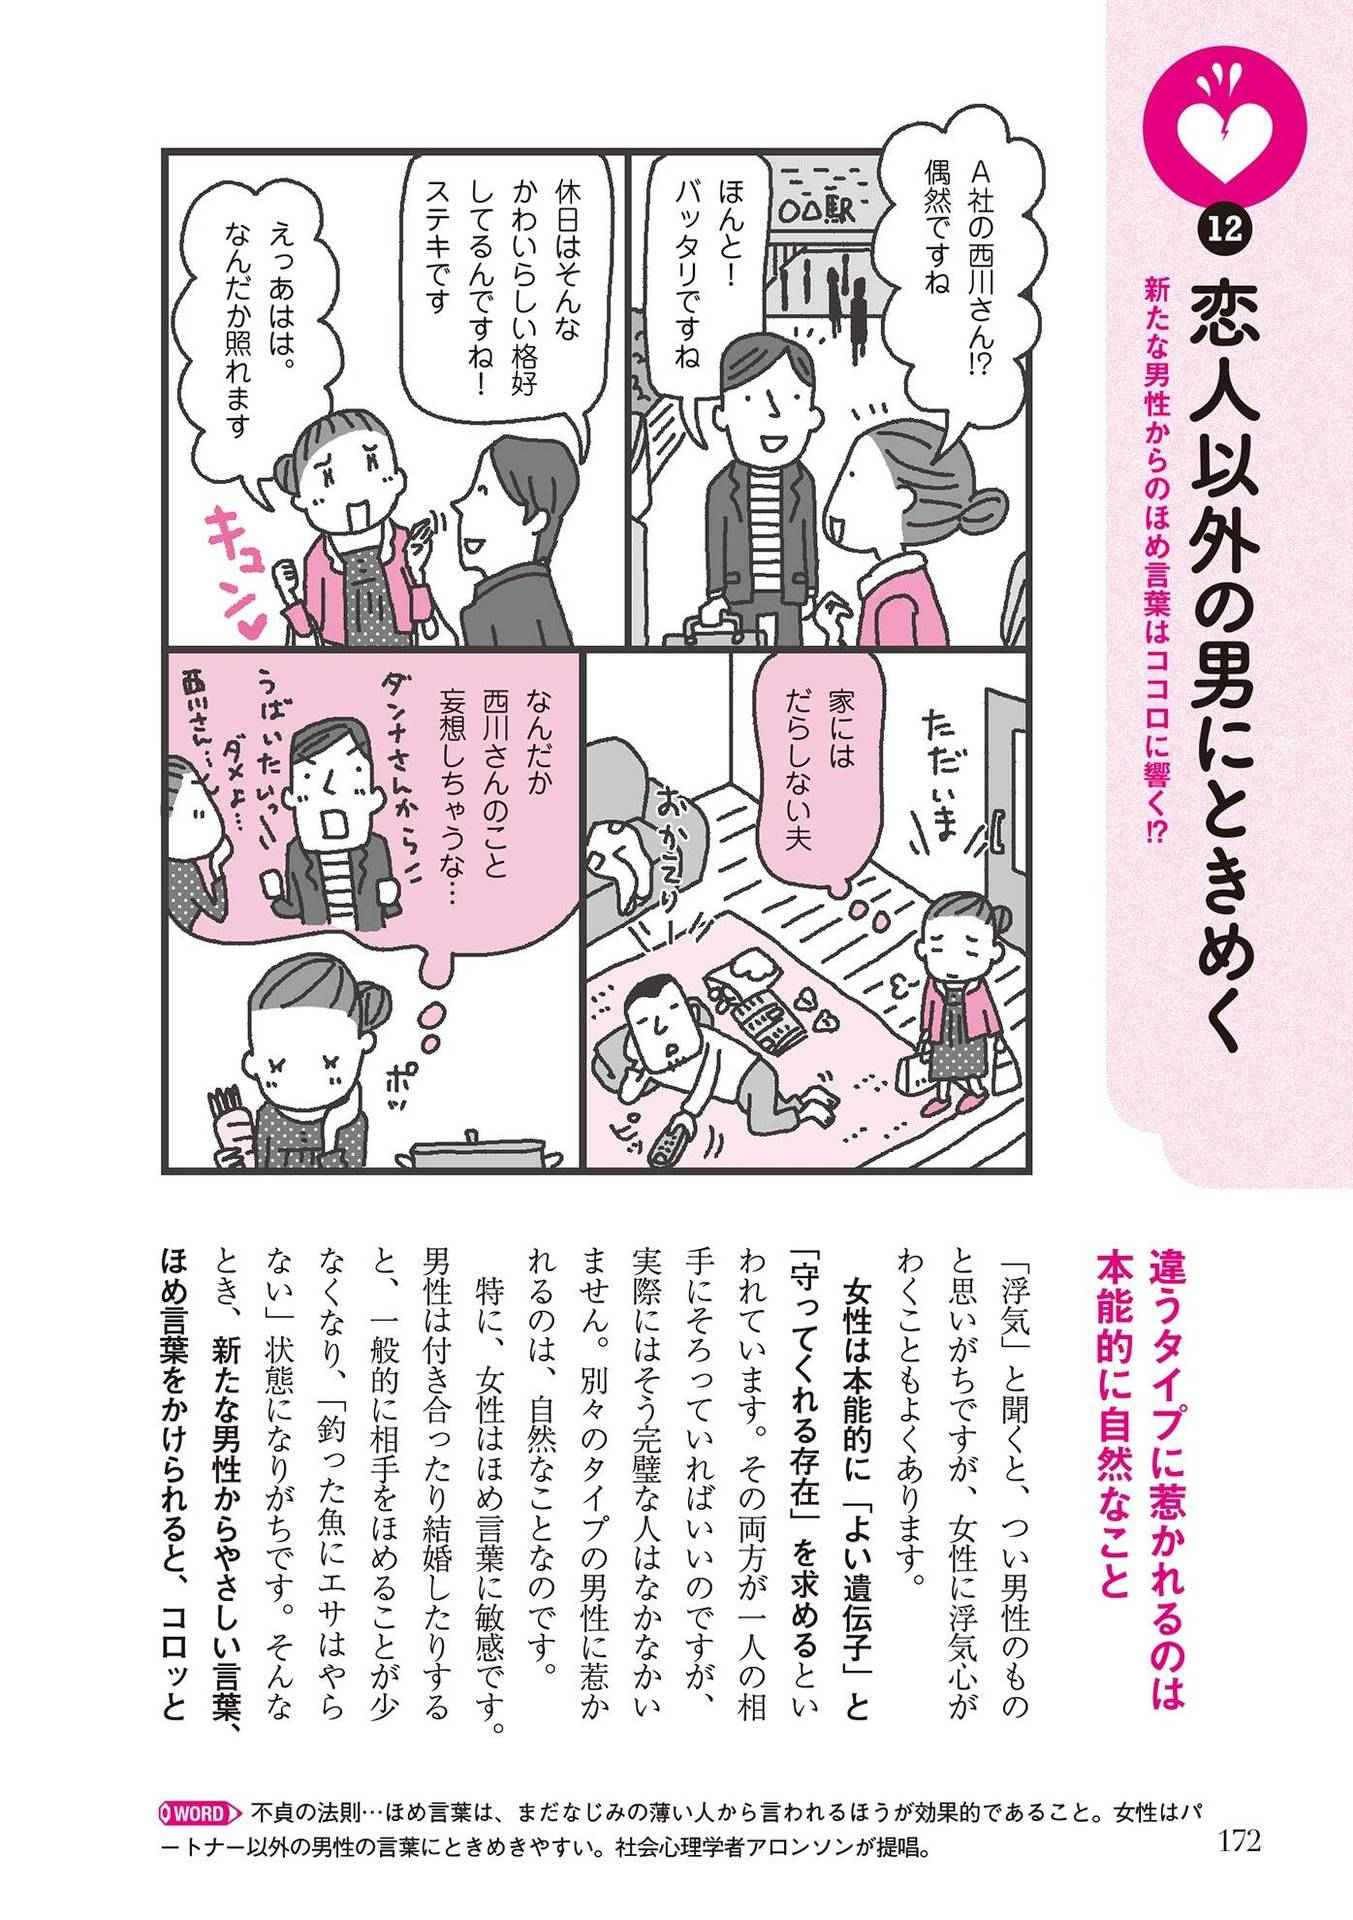 12
恋人以外の男にときめく
新たな男性からのほめ言葉はココロに響く!?
A社の西川さん!?
偶然ですね
○△駅
ほんと！
バッタリですね
休日はそんな
かわいらしい格好
してるんですね！
ステキです
えっあはは。
なんだか照れます
キュン
ただいま
家には
だらしない夫
おかえり
ピッ
なんだか
西川さんのこと
妄想しちゃうな…
ダンナさんから
うばいたいっ
ダメよ…
西川さん…
ポッ
違うタイプに惹かれるのは
本能的に自然なこと
「浮気」と聞くと、つい男性のもの
と思いがちですが、女性に浮気心が
わくこともよくあります。
女性は本能的に「よい遺伝子」と
「守ってくれる存在」を求めるとい
われています。その両方が一人の相
手にそろっていればいいのですが、
実際にはそう完璧な人はなかなかい
ません。別々のタイプの男性に惹か
れるのは、自然なことなのです。
特に、女性はほめ言葉に敏感です。
男性は付き合ったり結婚したりする
と、一般的に相手をほめることが少
なくなり、「釣った魚にエサはやら
ない」状態になりがちです。そんな
とき、新たな男性からやさしい言葉、
ほめ言葉をかけられると、コロッと
WORD 不貞の法則…ほめ言葉は、まだなじみの薄い人から言われるほうが効果的であること。女性はパ
ートナー以外の男性の言葉にときめきやすい。社会心理学者アロンソンが提唱。
172